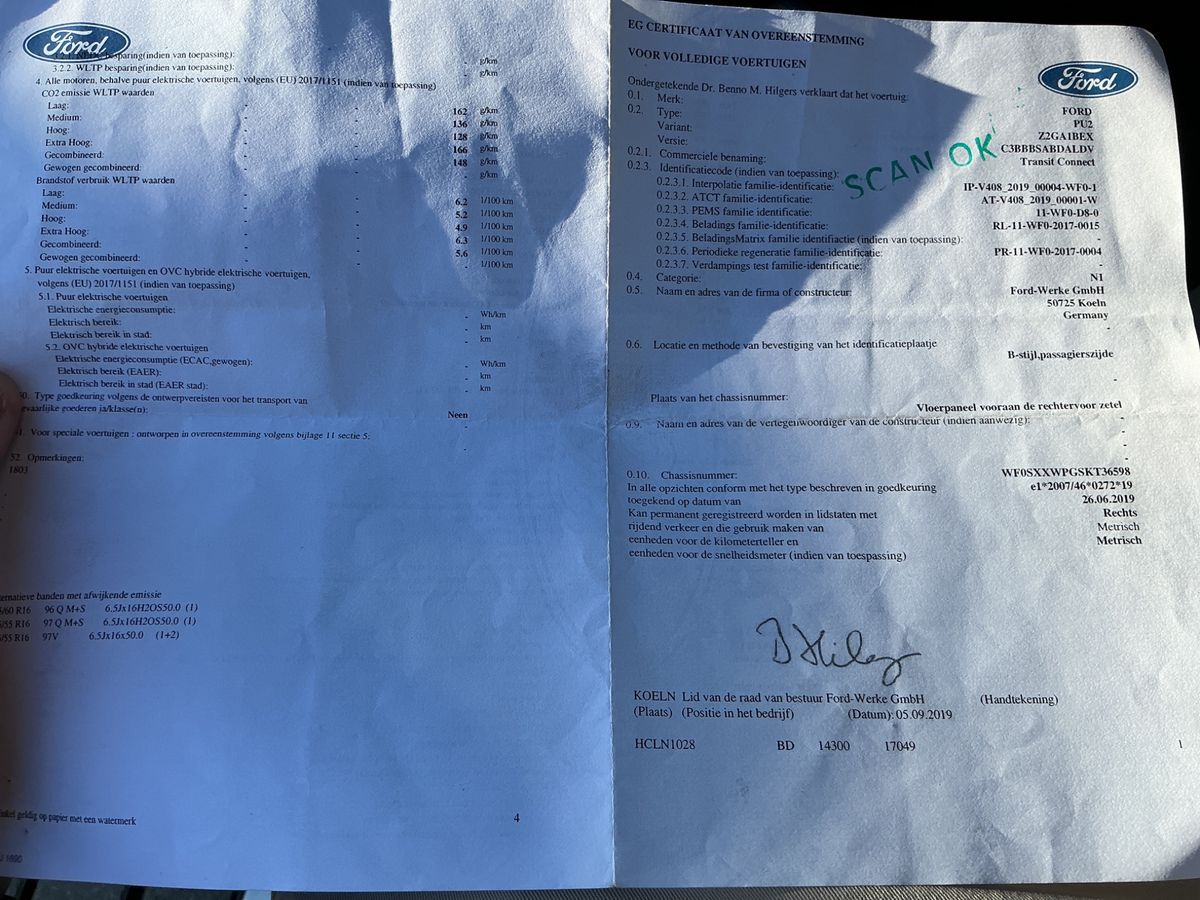 Ford
besparing(indien van toepassing): - g/km
3.2.2. WLTP besparing(indien van toepassing): - g/km
4. Alle motoren, behalve puur elektrische voertuigen, volgens (EU) 2017/1151 (indien van toepassing)
CO2 emissie WLTP waarden
Laag: - - 162 g/km
Medium: - - 136 g/km
Hoog: - - 128 g/km
Extra Hoog: - - 166 g/km
Gecombineerd: - - 148 g/km
Gewogen gecombineerd: - - - g/km
Brandstof verbruik WLTP waarden
Laag: - - 6.2 1/100 km
Medium: - - 5.2 1/100 km
Hoog: - - 4.9 1/100 km
Extra Hoog: - - 6.3 1/100 km
Gecombineerd: - - 5.6 1/100 km
Gewogen gecombineerd: - - - 1/100 km
5. Puur elektrische voertuigen en OVC hybride elektrische voertuigen,
volgens (EU) 2017/1151 (indien van toepassing)
5.1. Puur elektrische voertuigen
Elektrische energieconsumptie: - Wh/km
Elektrisch bereik: - km
Elektrisch bereik in stad: - km
5.2. OVC hybride elektrische voertuigen
Elektrische energieconsumptie (ECAC,gewogen): - Wh/km
Elektrisch bereik (EAER): - km
Elektrisch bereik in stad (EAER stad): - km
0. Type goedkeuring volgens de ontwerpvereisten voor het transport van
evaarlijke goederen ja/klasse(n): Neen
1. Voor speciale voertuigen : ontworpen in overeenstemming volgens bijlage 11 sectie 5:
52. Opmerkingen:
1803
ternatieve banden met afwijkende emissie
/60 R16 96 Q M+S 6.5Jx16H2OS50.0 (1)
/55 R16 97 Q M+S 6.5Jx16H2OS50.0 (1)
/55 R16 97V 6.5Jx16x50.0 (1+2)
nkel geldig op papier met een watermerk
4
1690
EG CERTIFICAAT VAN OVEREENSTEMMING
VOOR VOLLEDIGE VOERTUIGEN
Ford
Ondergetekende Dr. Benno M. Hilgers verklaart dat het voertuig:
0.1. Merk: FORD
0.2. Type: PU2
Variant: Z2GA1BEX
Versie: C3BBBSABDALDV
0.2.1. Commerciele benaming: Transit Connect
SCAN OK
0.2.3. Identificatiecode (indien van toepassing):
0.2.3.1. Interpolatie familie-identificatie: IP-V408_2019_00004-WF0-1
0.2.3.2. ATCT familie-identificatie: AT-V408_2019_00001-W
0.2.3.3. PEMS familie identificatie: 11-WF0-D8-0
0.2.3.4. Beladings familie-identificatie: RL-11-WF0-2017-0015
0.2.3.5. BeladingsMatrix familie identifiactie (indien van toepassing): -
0.2.3.6. Periodieke regeneratie familie-identificatie: PR-11-WF0-2017-0004
0.2.3.7. Verdampings test familie-identificatie: -
0.4. Categorie: N1
0.5. Naam en adres van de firma of constructeur: Ford-Werke GmbH
50725 Koeln
Germany
-
0.6. Locatie en methode van bevestiging van het identificatieplaatje
B-stijl,passagierszijde
-
Plaats van het chassisnummer:
Vloerpaneel vooraan de rechtervoor zetel
0.9. Naam en adres van de vertegenwoordiger van de constructeur (indien aanwezig): -
-
-
0.10. Chassisnummer: WF0SXXWPGSKT36598
In alle opzichten conform met het type beschreven in goedkeuring e1*2007/46*0272*19
toegekend op datum van 26.06.2019
Kan permanent geregistreerd worden in lidstaten met Rechts
rijdend verkeer en die gebruik maken van Metrisch
eenheden voor de kilometerteller en Metrisch
eenheden voor de snelheidsmeter (indien van toespassing)
KOELN Lid van de raad van bestuur Ford-Werke GmbH (Handtekening)
(Plaats) (Positie in het bedrijf) (Datum): 05.09.2019
HCLN1028 BD 14300 17049
1